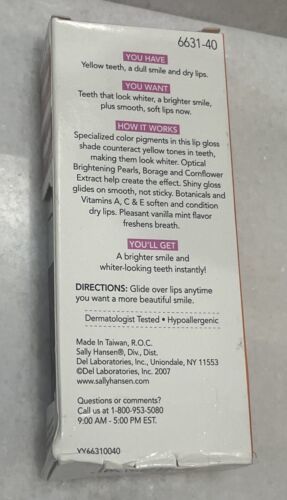 6631-40
YOU HAVE
Yellow teeth, a dull smile and dry lips.
YOU WANT
Teeth that look whiter, a brighter smile,
plus smooth, soft lips now.
HOW IT WORKS
Specialized color pigments in this lip gloss
shade counteract yellow tones in teeth,
making them look whiter. Optical
Brightening Pearls, Borage and Cornflower
Extract help create the effect. Shiny gloss
glides on smooth, not sticky. Botanicals and
Vitamins A, C & E soften and condition
dry lips. Pleasant vanilla mint flavor
freshens breath.
YOU'LL GET
A brighter smile and
whiter-looking teeth instantly!
DIRECTIONS: Glide over lips anytime
you want a more beautiful smile.
Dermatologist Tested • Hypoallergenic
Made In Taiwan, R.O.C.
Sally Hansen®, Div., Dist.
Del Laboratories, Inc., Uniondale, NY 11553
©Del Laboratories, Inc. 2007
www.sallyhansen.com
Questions or comments?
Call us at 1-800-953-5080
9:00 AM - 5:00 PM EST.
VV66310040